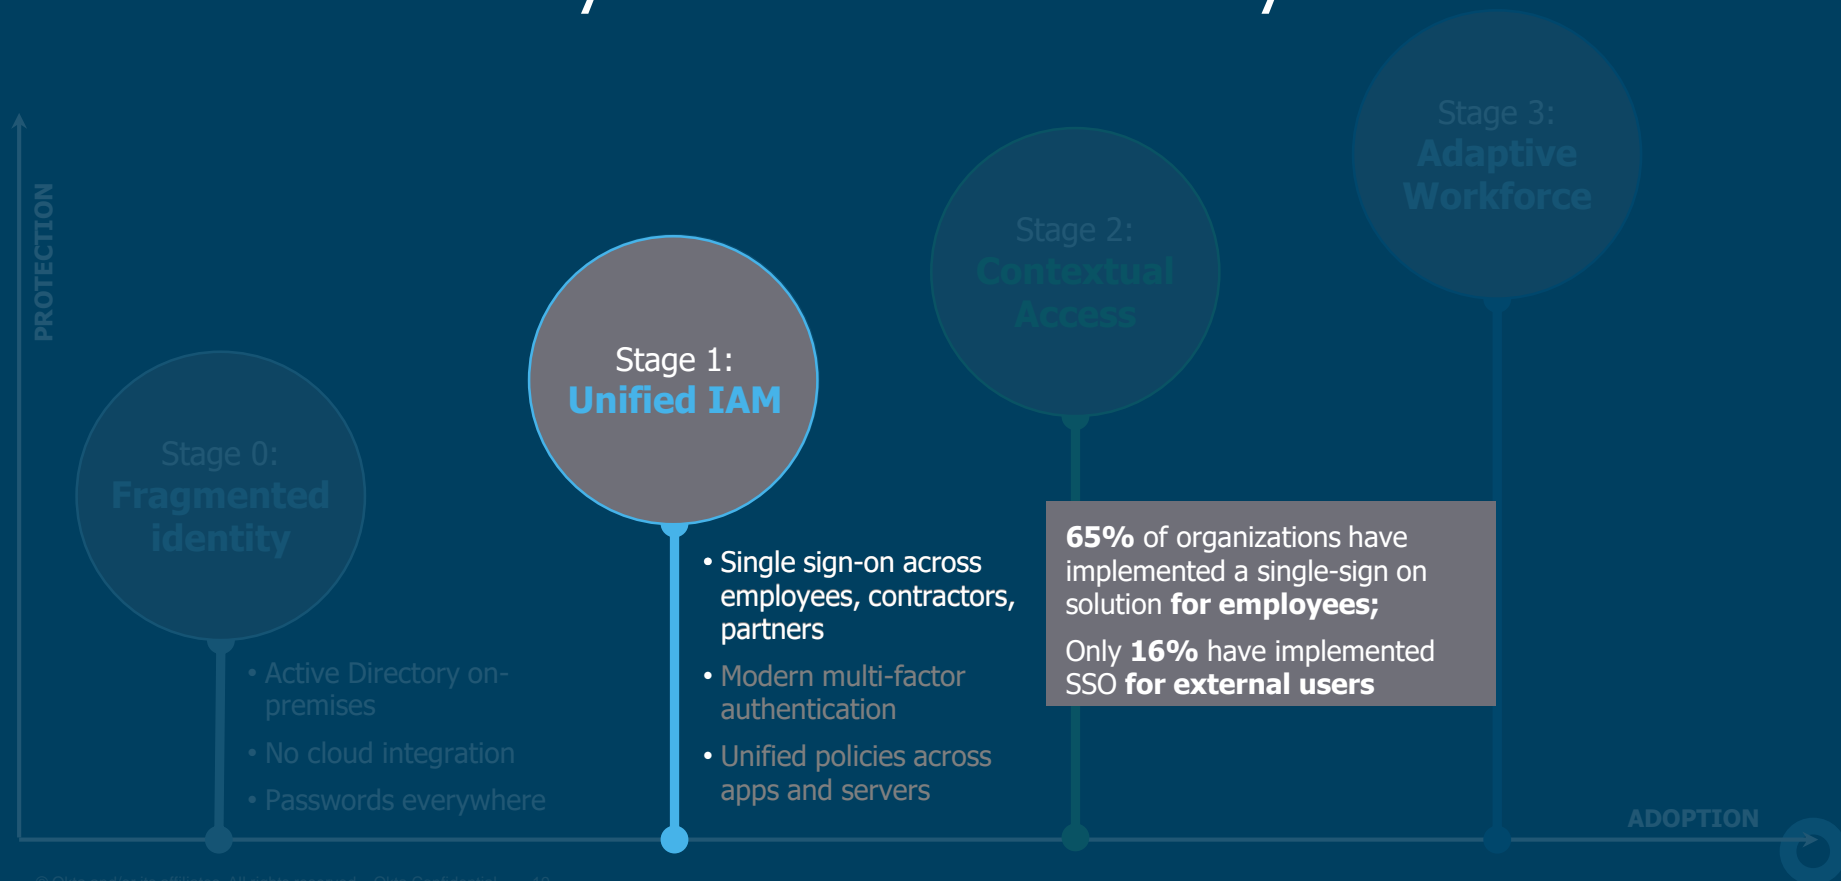 PROTECTION
Stage 0:
Fragmented
identity
• Active Directory on-
premises
• No cloud integration
• Passwords everywhere
Stage 1:
Unified IAM
• Single sign-on across
employees, contractors,
partners
• Modern multi-factor
authentication
• Unified policies across
apps and servers
Stage 2:
Contextual
Access
65% of organizations have
implemented a single-sign on
solution for employees;
Only 16% have implemented
SSO for external users
Stage 3:
Adaptive
Workforce
ADOPTION